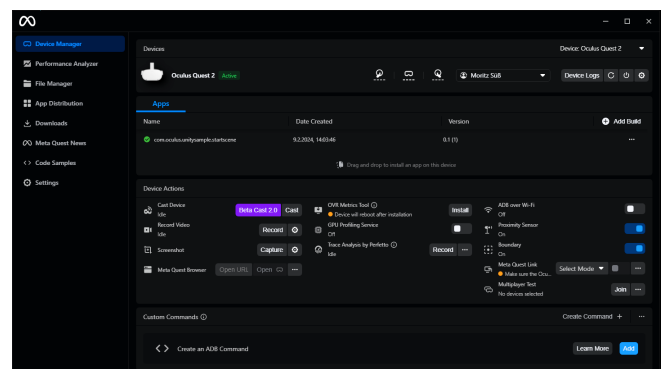 Device Manager
Performance Analyzer
File Manager
App Distribution
Downloads
Meta Quest News
Code Samples
Settings
Devices
Device: Oculus Quest 2
Oculus Quest 2 Active
Moritz Süß
Device Logs
Apps
Name Date Created Version Add Build
com.oculus.unitysample.startscene 9.2.2024, 14:03:46 0.1 (1)
Drag and drop to install an app on this device
Device Actions
Cast Device
Idle
Beta Cast 2.0 Cast
Record Video
Idle
Record
Screenshot
Capture
Meta Quest Browser
Open URL Open
OVR Metrics Tool
Device will reboot after installation
Install
GPU Profiling Service
Off
Trace Analysis by Perfetto
Idle
Record
ADB over Wi-Fi
Off
Proximity Sensor
On
Boundary
On
Meta Quest Link
Make sure the Ocu...
Select Mode
Multiplayer Test
No devices selected
Join
Custom Commands
Create Command +
Create an ADB Command
Learn More Add